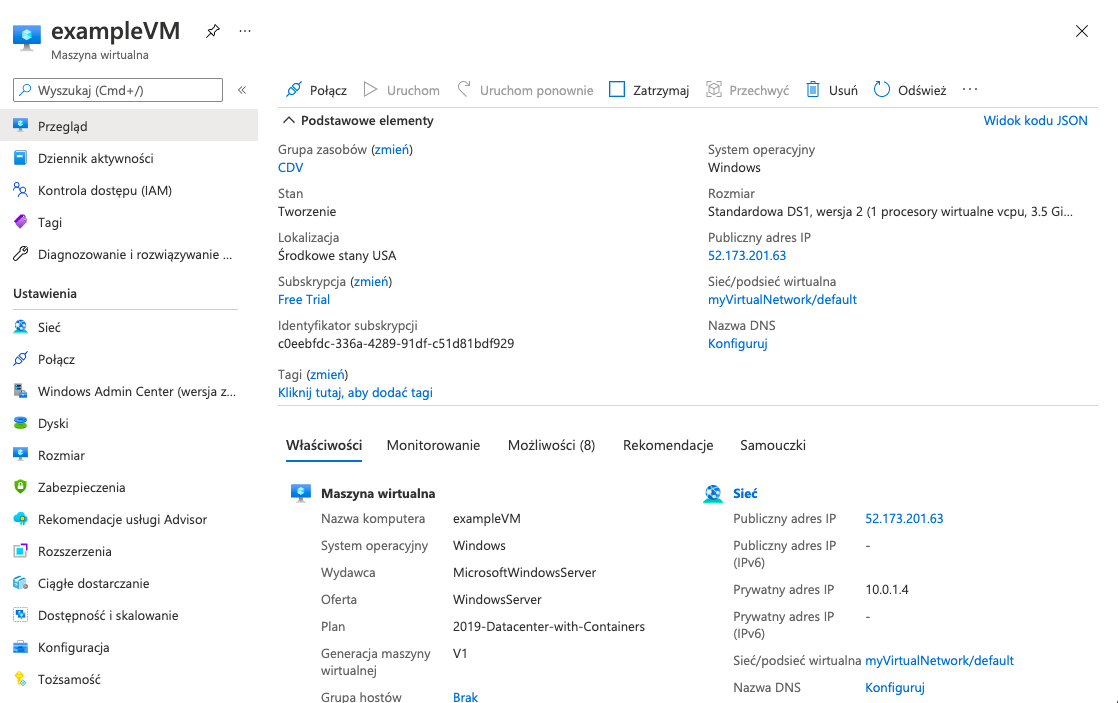 exampleVM
Maszyna wirtualna
Wyszukaj (Cmd+/)
Przegląd
Dziennik aktywności
Kontrola dostępu (IAM)
Tagi
Diagnozowanie i rozwiązywanie ...
Ustawienia
Sieć
Połącz
Windows Admin Center (wersja z...
Dyski
Rozmiar
Zabezpieczenia
Rekomendacje usługi Advisor
Rozszerzenia
Ciągłe dostarczanie
Dostępność i skalowanie
Konfiguracja
Tożsamość
Połącz Uruchom Uruchom ponownie Zatrzymaj Przechwyć Usuń Odśwież ...
Podstawowe elementy
Widok kodu JSON
Grupa zasobów (zmień)
CDV
Stan
Tworzenie
Lokalizacja
Środkowe stany USA
Subskrypcja (zmień)
Free Trial
Identyfikator subskrypcji
c0eebfdc-336a-4289-91df-c51d81bdf929
Tagi (zmień)
Kliknij tutaj, aby dodać tagi
System operacyjny
Windows
Rozmiar
Standardowa DS1, wersja 2 (1 procesory wirtualne vcpu, 3.5 Gi...
Publiczny adres IP
52.173.201.63
Sieć/podsieć wirtualna
myVirtualNetwork/default
Nazwa DNS
Konfiguruj
Właściwości Monitorowanie Możliwości (8) Rekomendacje Samouczki
Maszyna wirtualna
Nazwa komputera exampleVM
System operacyjny Windows
Wydawca MicrosoftWindowsServer
Oferta WindowsServer
Plan 2019-Datacenter-with-Containers
Generacja maszyny V1
wirtualnej
Grupa hostów Brak
Sieć
Publiczny adres IP 52.173.201.63
Publiczny adres IP -
(IPv6)
Prywatny adres IP 10.0.1.4
Prywatny adres IP -
(IPv6)
Sieć/podsieć wirtualna myVirtualNetwork/default
Nazwa DNS Konfiguruj